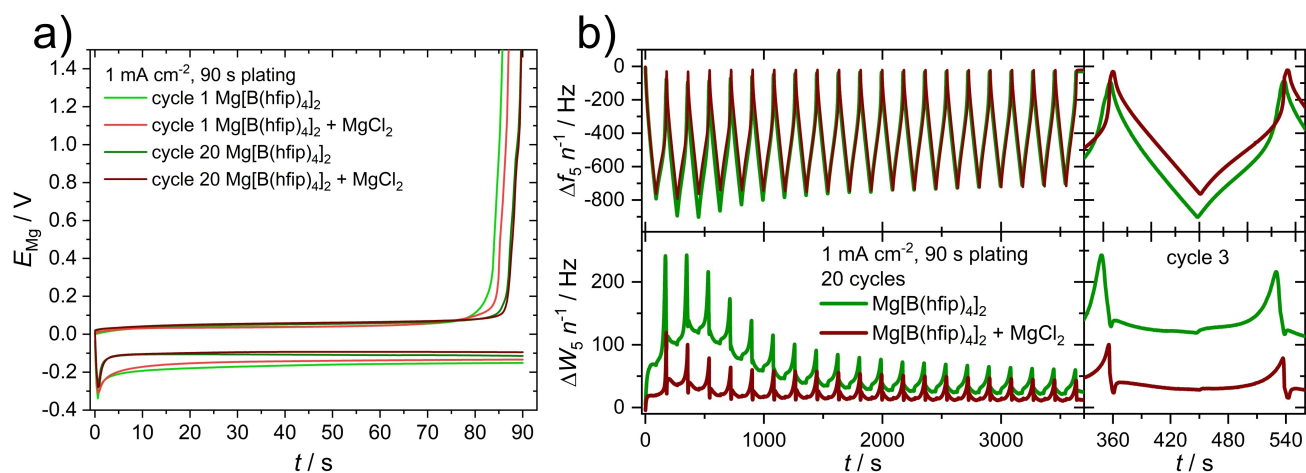 a)
1.4
1.2
1.0
0.8
0.6
0.4
0.2
0.0
-0.2
-0.4
E_Mg / V
1 mA cm⁻², 90 s plating
cycle 1 Mg[B(hfip)₄]₂
cycle 1 Mg[B(hfip)₄]₂ + MgCl₂
cycle 20 Mg[B(hfip)₄]₂
cycle 20 Mg[B(hfip)₄]₂ + MgCl₂
0 10 20 30 40 50 60 70 80 90
t / s
b)
0
-200
-400
-600
-800
Δf₅ n⁻¹ / Hz
200
100
0
ΔW₅ n⁻¹ / Hz
1 mA cm⁻², 90 s plating
20 cycles
Mg[B(hfip)₄]₂
Mg[B(hfip)₄]₂ + MgCl₂
cycle 3
0 1000 2000 3000
t / s
360 420 480 540
t / s